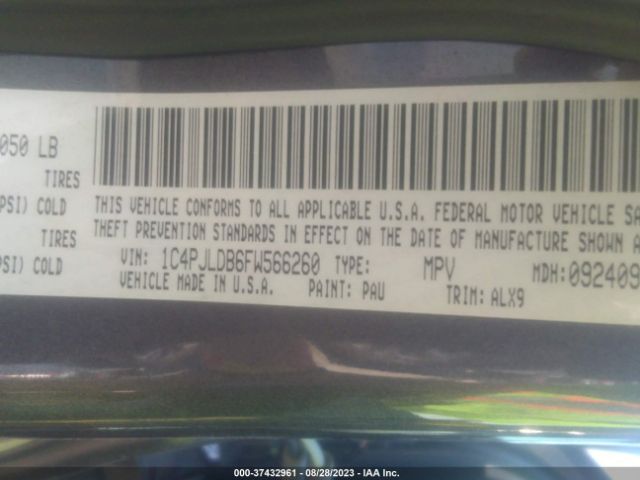 050 LB
TIRES
PSI) COLD
TIRES
PSI) COLD
THIS VEHICLE CONFORMS TO ALL APPLICABLE U.S.A. FEDERAL MOTOR VEHICLE SA
THEFT PREVENTION STANDARDS IN EFFECT ON THE DATE OF MANUFACTURE SHOWN A
VIN: 1C4PJLDB6FW566260 TYPE: MPV MDH:092409
VEHICLE MADE IN U.S.A. PAINT: PAU TRIM: ALX9
000-37432961 - 08/28/2023 - IAA Inc.